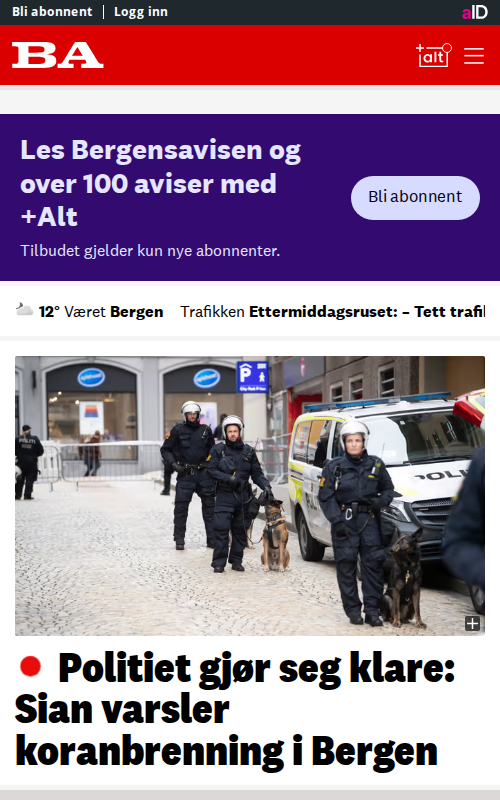 Bli abonnent | Logg inn
aID
BA
+alt
Les Bergensavisen og
over 100 aviser med
+Alt
Tilbudet gjelder kun nye abonnenter.
Bli abonnent
12° Været Bergen Trafikken Ettermiddagsruset: – Tett trafi
P
POLITI
Politiet gjør seg klare:
Sian varsler
koranbrenning i Bergen